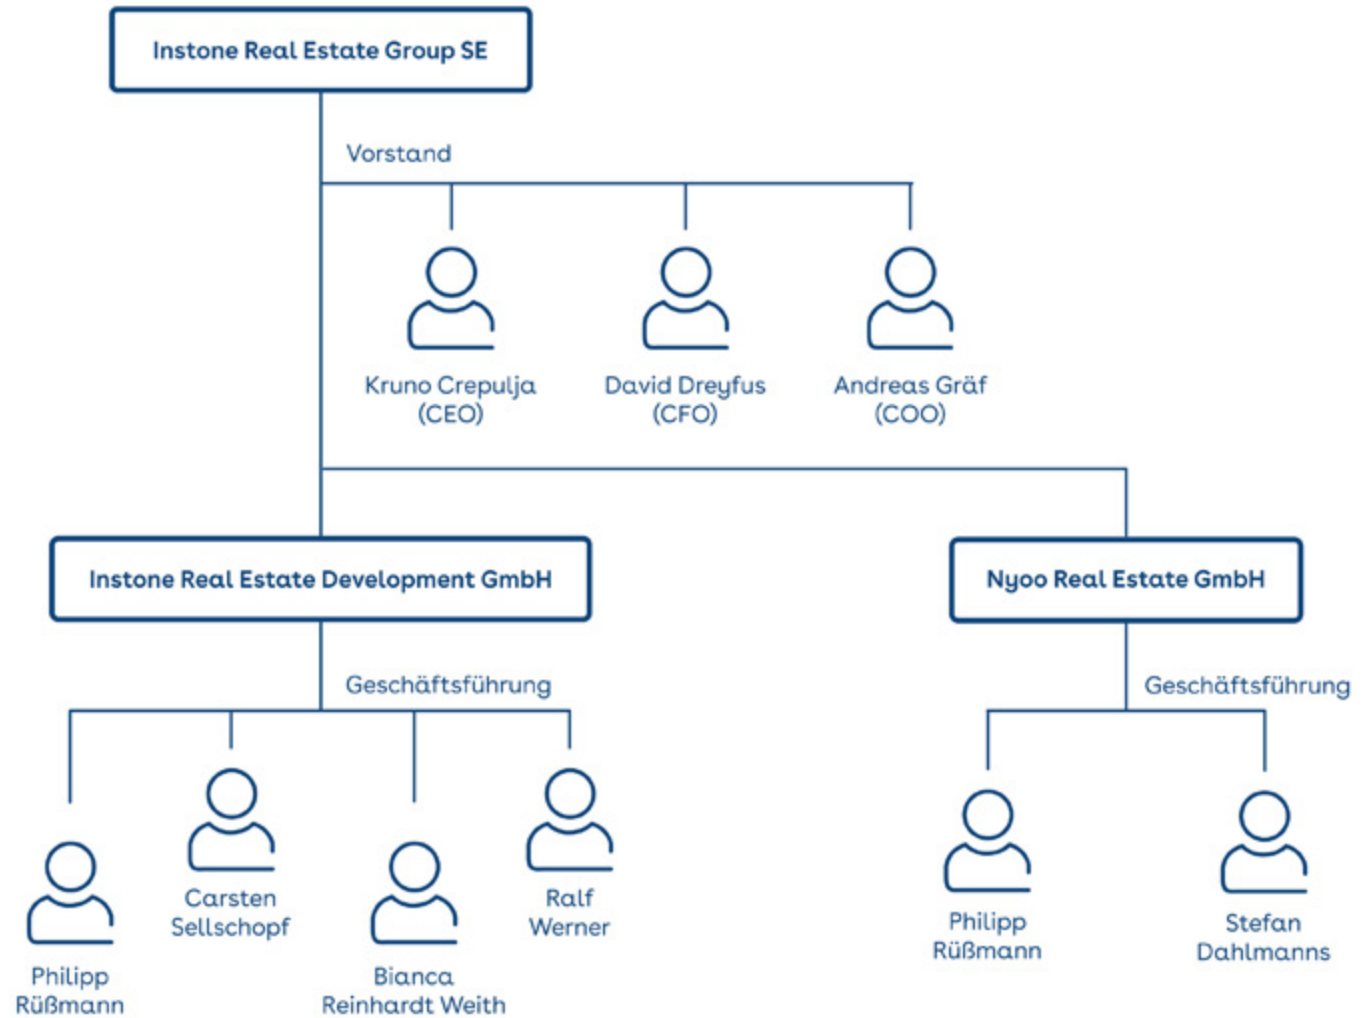 Instone Real Estate Group SE
Vorstand
Kruno Crepulja
(CEO)
David Dreyfus
(CFO)
Andreas Gräf
(COO)
Instone Real Estate Development GmbH
Nyoo Real Estate GmbH
Geschäftsführung
Geschäftsführung
Philipp
Rüßmann
Carsten
Sellschopf
Bianca
Reinhardt Weith
Ralf
Werner
Philipp
Rüßmann
Stefan
Dahlmanns